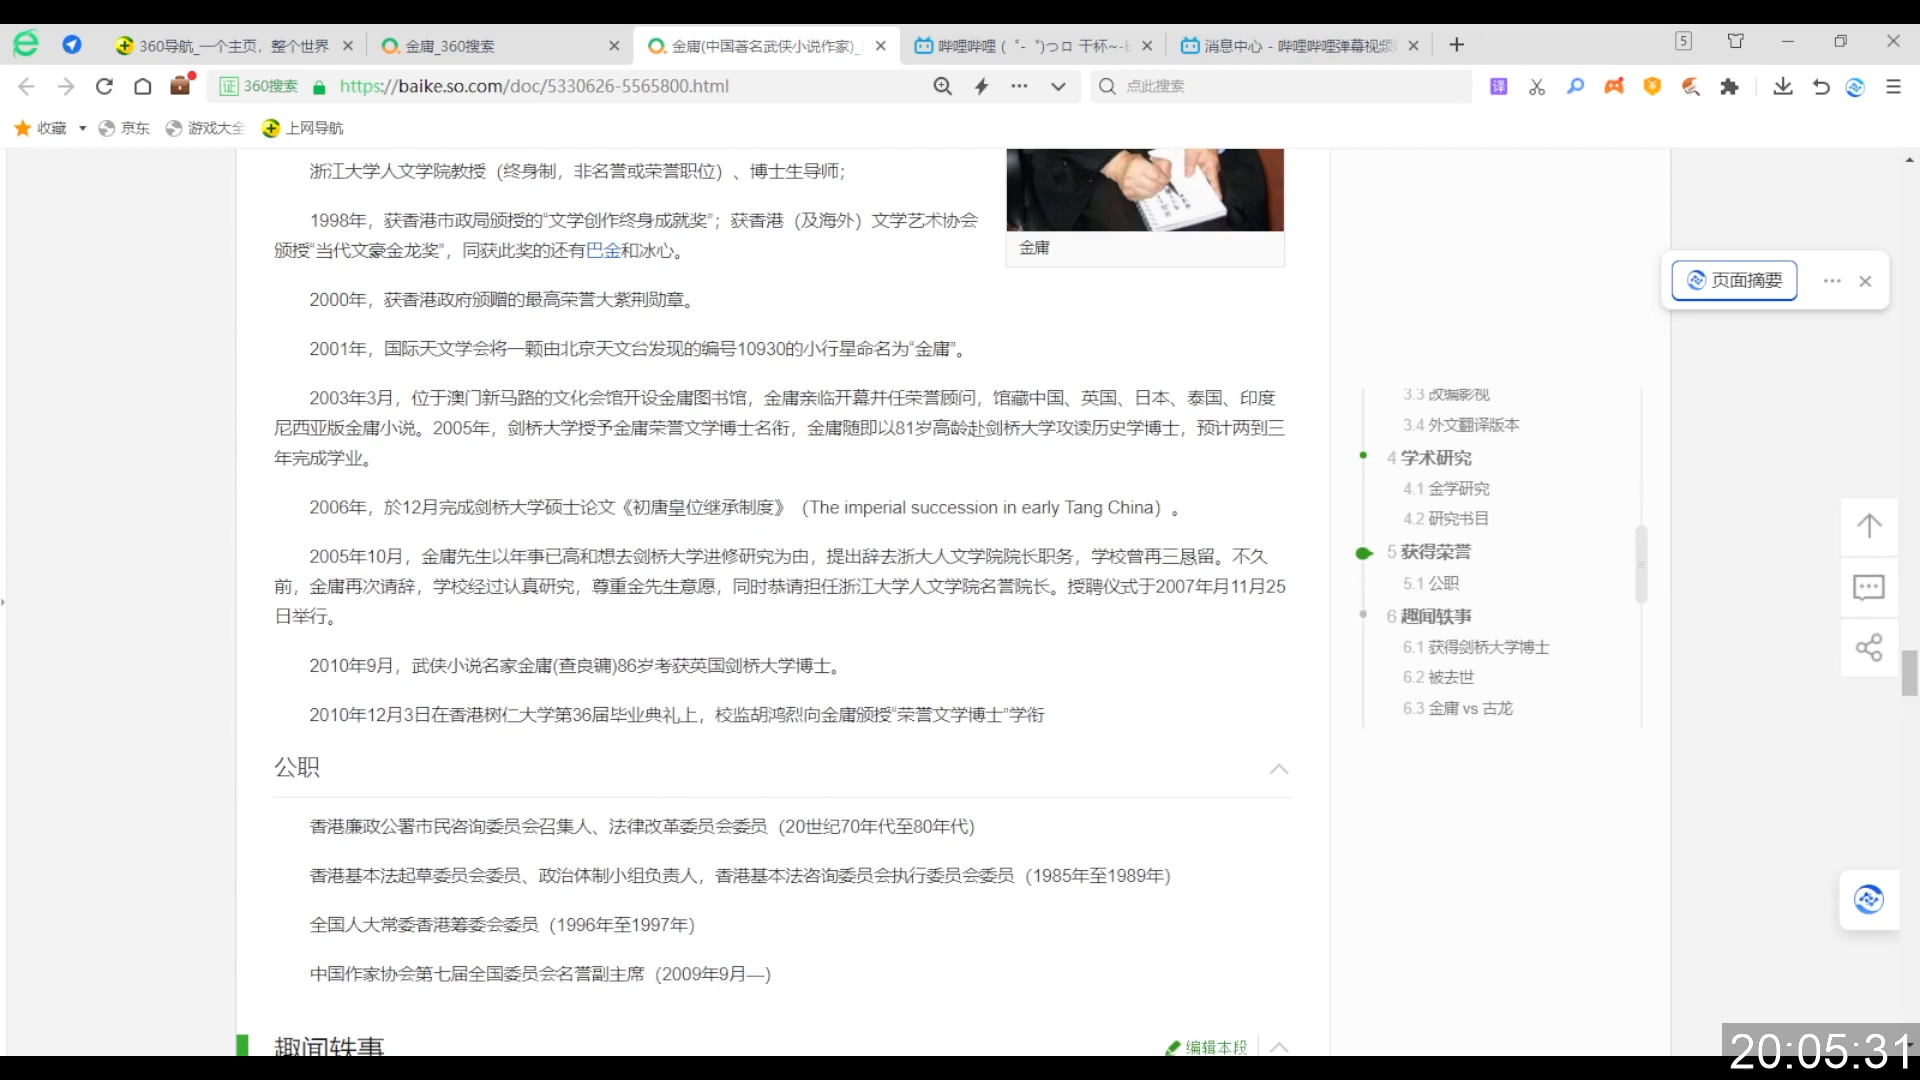 360导航_一个主页，整个世界
金庸_360搜索
金庸(中国著名武侠小说作家)_
哔哩哔哩 (゜-゜)つロ 干杯~-b
消息中心 - 哔哩哔哩弹幕视频
5
证 360搜索
https://baike.so.com/doc/5330626-5565800.html
点此搜索
译
收藏
京东
游戏大全
上网导航
浙江大学人文学院教授（终身制，非名誉或荣誉职位）、博士生导师；
1998年，获香港市政局颁授的“文学创作终身成就奖”；获香港（及海外）文学艺术协会
颁授“当代文豪金龙奖”，同获此奖的还有巴金和冰心。
金庸
2000年，获香港政府颁赠的最高荣誉大紫荆勋章。
2001年，国际天文学会将一颗由北京天文台发现的编号10930的小行星命名为“金庸”。
2003年3月，位于澳门新马路的文化会馆开设金庸图书馆，金庸亲临开幕并任荣誉顾问，馆藏中国、英国、日本、泰国、印度
尼西亚版金庸小说。2005年，剑桥大学授予金庸荣誉文学博士名衔，金庸随即以81岁高龄赴剑桥大学攻读历史学博士，预计两到三
年完成学业。
2006年，於12月完成剑桥大学硕士论文《初唐皇位继承制度》（The imperial succession in early Tang China）。
2005年10月，金庸先生以年事已高和想去剑桥大学进修研究为由，提出辞去浙大人文学院院长职务，学校曾再三恳留。不久
前，金庸再次请辞，学校经过认真研究，尊重金先生意愿，同时恭请担任浙江大学人文学院名誉院长。授聘仪式于2007年月11月25
日举行。
2010年9月，武侠小说名家金庸(查良镛)86岁考获英国剑桥大学博士。
2010年12月3日在香港树仁大学第36届毕业典礼上，校监胡鸿烈向金庸颁授“荣誉文学博士”学衔
公职
香港廉政公署市民咨询委员会召集人、法律改革委员会委员（20世纪70年代至80年代）
香港基本法起草委员会委员、政治体制小组负责人，香港基本法咨询委员会执行委员会委员（1985年至1989年）
全国人大常委香港筹委会委员（1996年至1997年）
中国作家协会第七届全国委员会名誉副主席（2009年9月—）
趣闻轶事
编辑本段
页面摘要
3.3 改编影视
3.4 外文翻译版本
4 学术研究
4.1 金学研究
4.2 研究书目
5 获得荣誉
5.1 公职
6 趣闻轶事
6.1 获得剑桥大学博士
6.2 被去世
6.3 金庸 vs 古龙
20:05:31